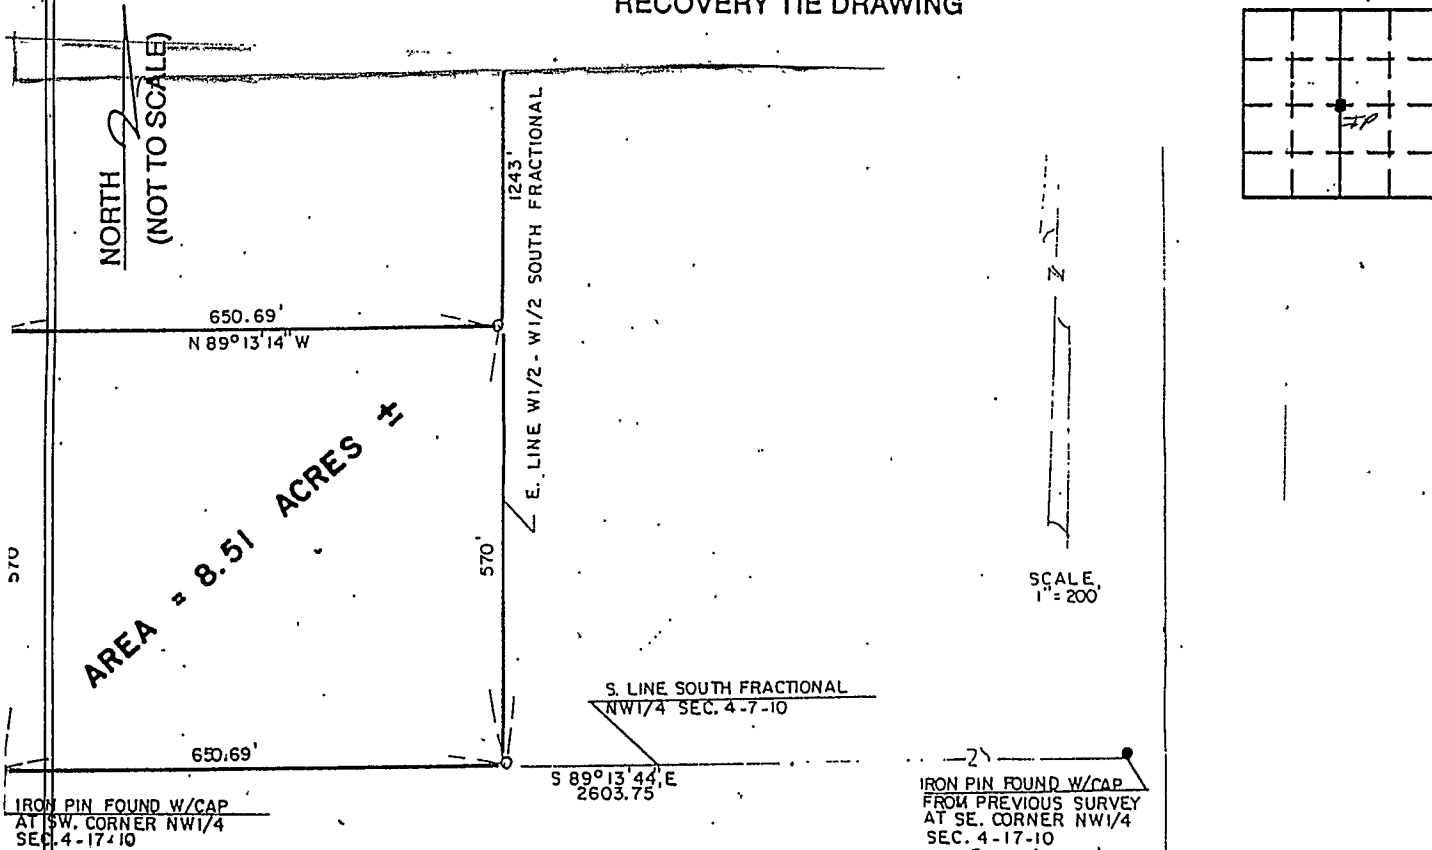 RECOVERY TIE DRAWING
NORTH
(NOT TO SCALE)
1243'
E. LINE W1/2 - W1/2 SOUTH FRACTIONAL
IP
650.69'
N 89°13'14" W
AREA = 8.51 ACRES ±
570
570'
Z
SCALE
1"=200'
S. LINE SOUTH FRACTIONAL
NW1/4 SEC. 4-7-10
650.69'
S 89°13'44" E
2603.75'
IRON PIN FOUND W/CAP
AT SW. CORNER NW1/4
SEC. 4-17-10
IRON PIN FOUND W/CAP
FROM PREVIOUS SURVEY
AT SE. CORNER NW1/4
SEC. 4-17-10